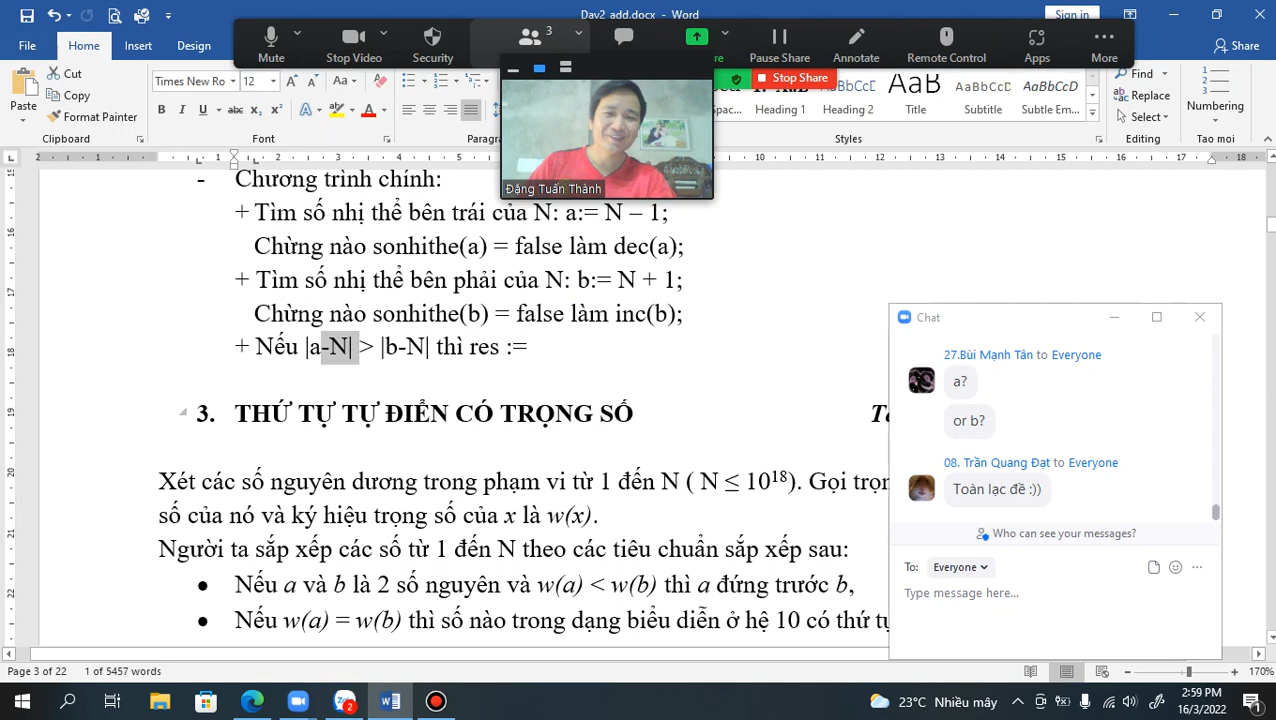 Day2_add.docx - Word
Sign in
File
Home
Insert
Design
3
Mute
Stop Video
Security
Pause Share
Annotate
Remote Control
Apps
More
Share
Stop Share
Cut
Copy
Format Painter
Paste
Clipboard
Times New Ro
12
Font
Paragr
Heading 1
Heading 2
Title
Subtitle
Subtle Em...
Styles
Find
Replace
Select
Editing
Numbering
Tao moi
Đặng Tuấn Thành
- Chương trình chính:
+ Tìm số nhị thể bên trái của N: a:= N – 1;
Chừng nào sonhithe(a) = false làm dec(a);
+ Tìm số nhị thể bên phải của N: b:= N + 1;
Chừng nào sonhithe(b) = false làm inc(b);
+ Nếu |a-N| > |b-N| thì res :=
3. THỨ TỰ TỰ ĐIỂN CÓ TRỌNG SỐ
Xét các số nguyên dương trong phạm vi từ 1 đến N ( N ≤ 10¹⁸). Gọi trọn
số của nó và ký hiệu trọng số của x là w(x).
Người ta sắp xếp các số từ 1 đến N theo các tiêu chuẩn sắp xếp sau:
• Nếu a và b là 2 số nguyên và w(a) < w(b) thì a đứng trước b,
• Nếu w(a) = w(b) thì số nào trong dạng biểu diễn ở hệ 10 có thứ tự
Chat
27.Bùi Mạnh Tân to Everyone
a?
or b?
08. Trần Quang Đạt to Everyone
Toàn lạc đề :))
Who can see your messages?
To: Everyone
Type message here...
Page 3 of 22
1 of 5457 words
170%
23°C Nhiều mây
2:59 PM
16/3/2022